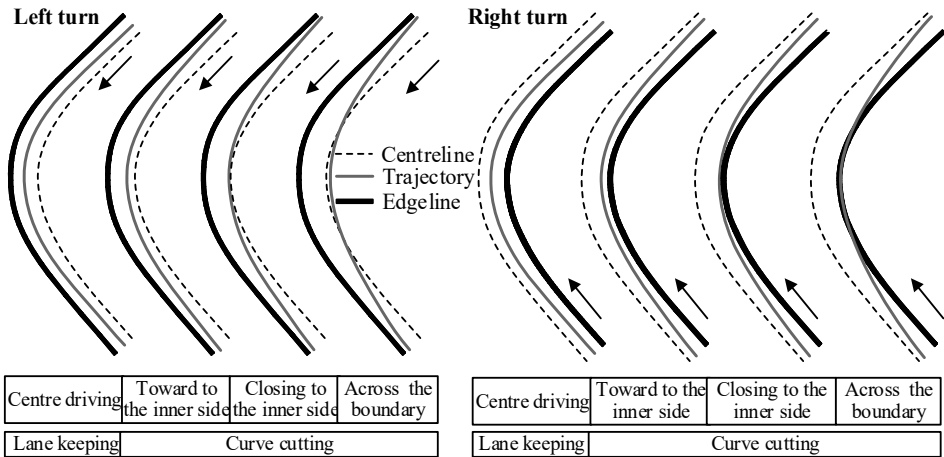 Left turn
Right turn
Centreline
Trajectory
Edgeline
Centre driving
Toward to
the inner side
Closing to
the inner side
Across the
boundary
Lane keeping
Curve cutting
Centre driving
Toward to the
inner side
Closing to the
inner side
Across the
boundary
Lane keeping
Curve cutting